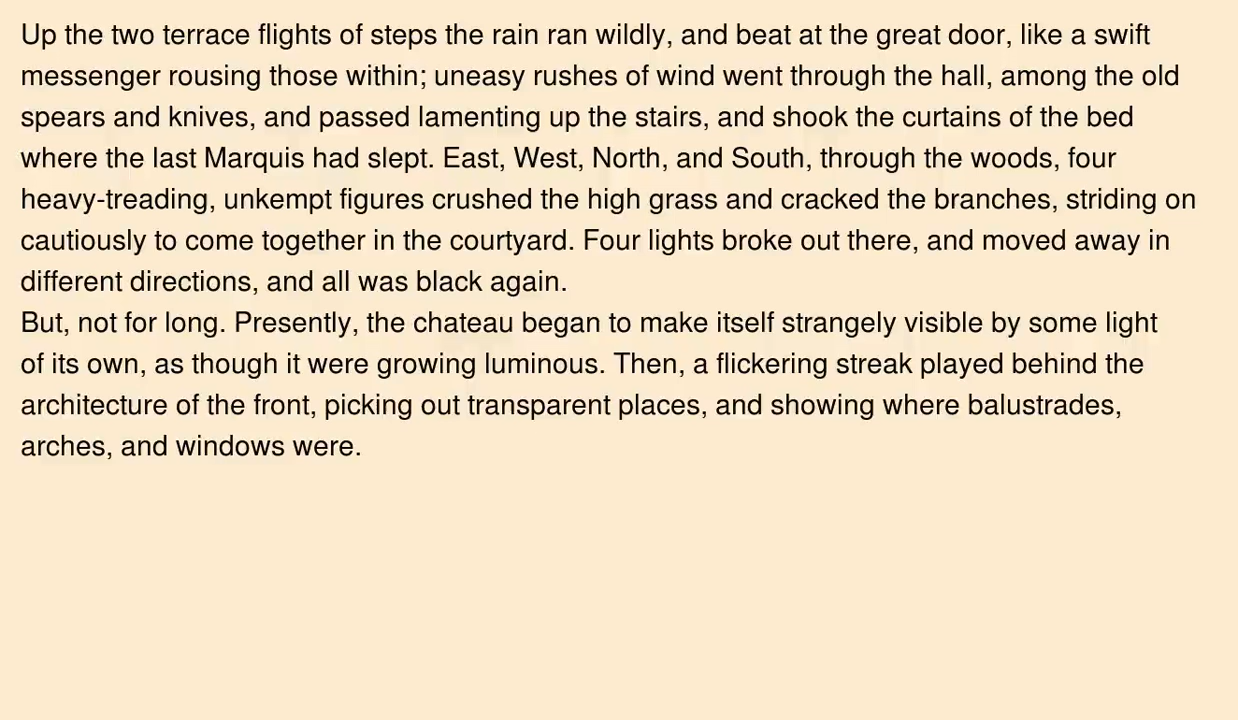 Up the two terrace flights of steps the rain ran wildly, and beat at the great door, like a swift
messenger rousing those within; uneasy rushes of wind went through the hall, among the old
spears and knives, and passed lamenting up the stairs, and shook the curtains of the bed
where the last Marquis had slept. East, West, North, and South, through the woods, four
heavy-treading, unkempt figures crushed the high grass and cracked the branches, striding on
cautiously to come together in the courtyard. Four lights broke out there, and moved away in
different directions, and all was black again.
But, not for long. Presently, the chateau began to make itself strangely visible by some light
of its own, as though it were growing luminous. Then, a flickering streak played behind the
architecture of the front, picking out transparent places, and showing where balustrades,
arches, and windows were.